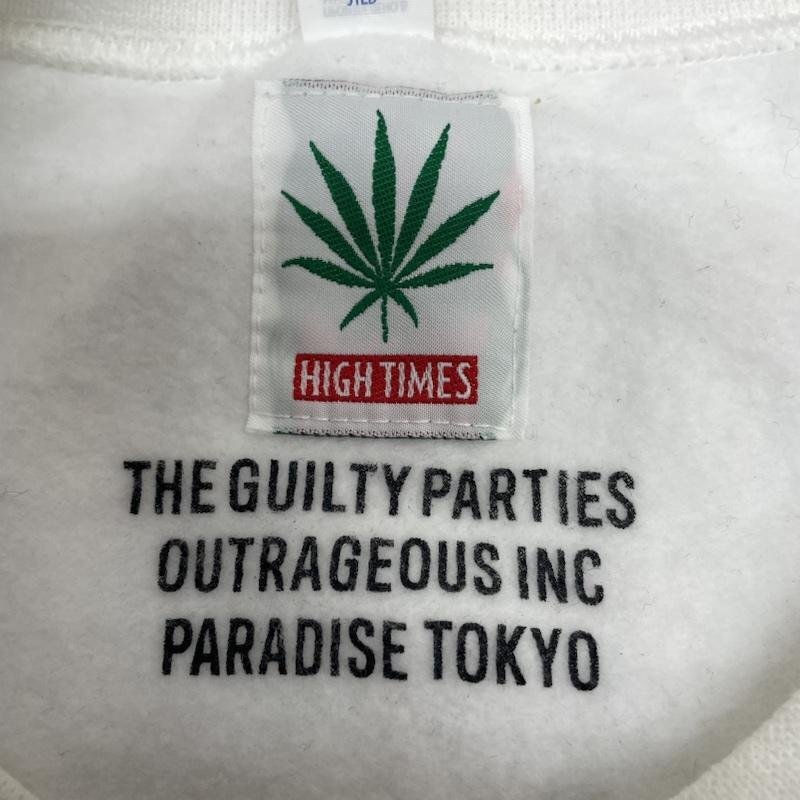 HIGH TIMES
THE GUILTY PARTIES
OUTRAGEOUS INC
PARADISE TOKYO